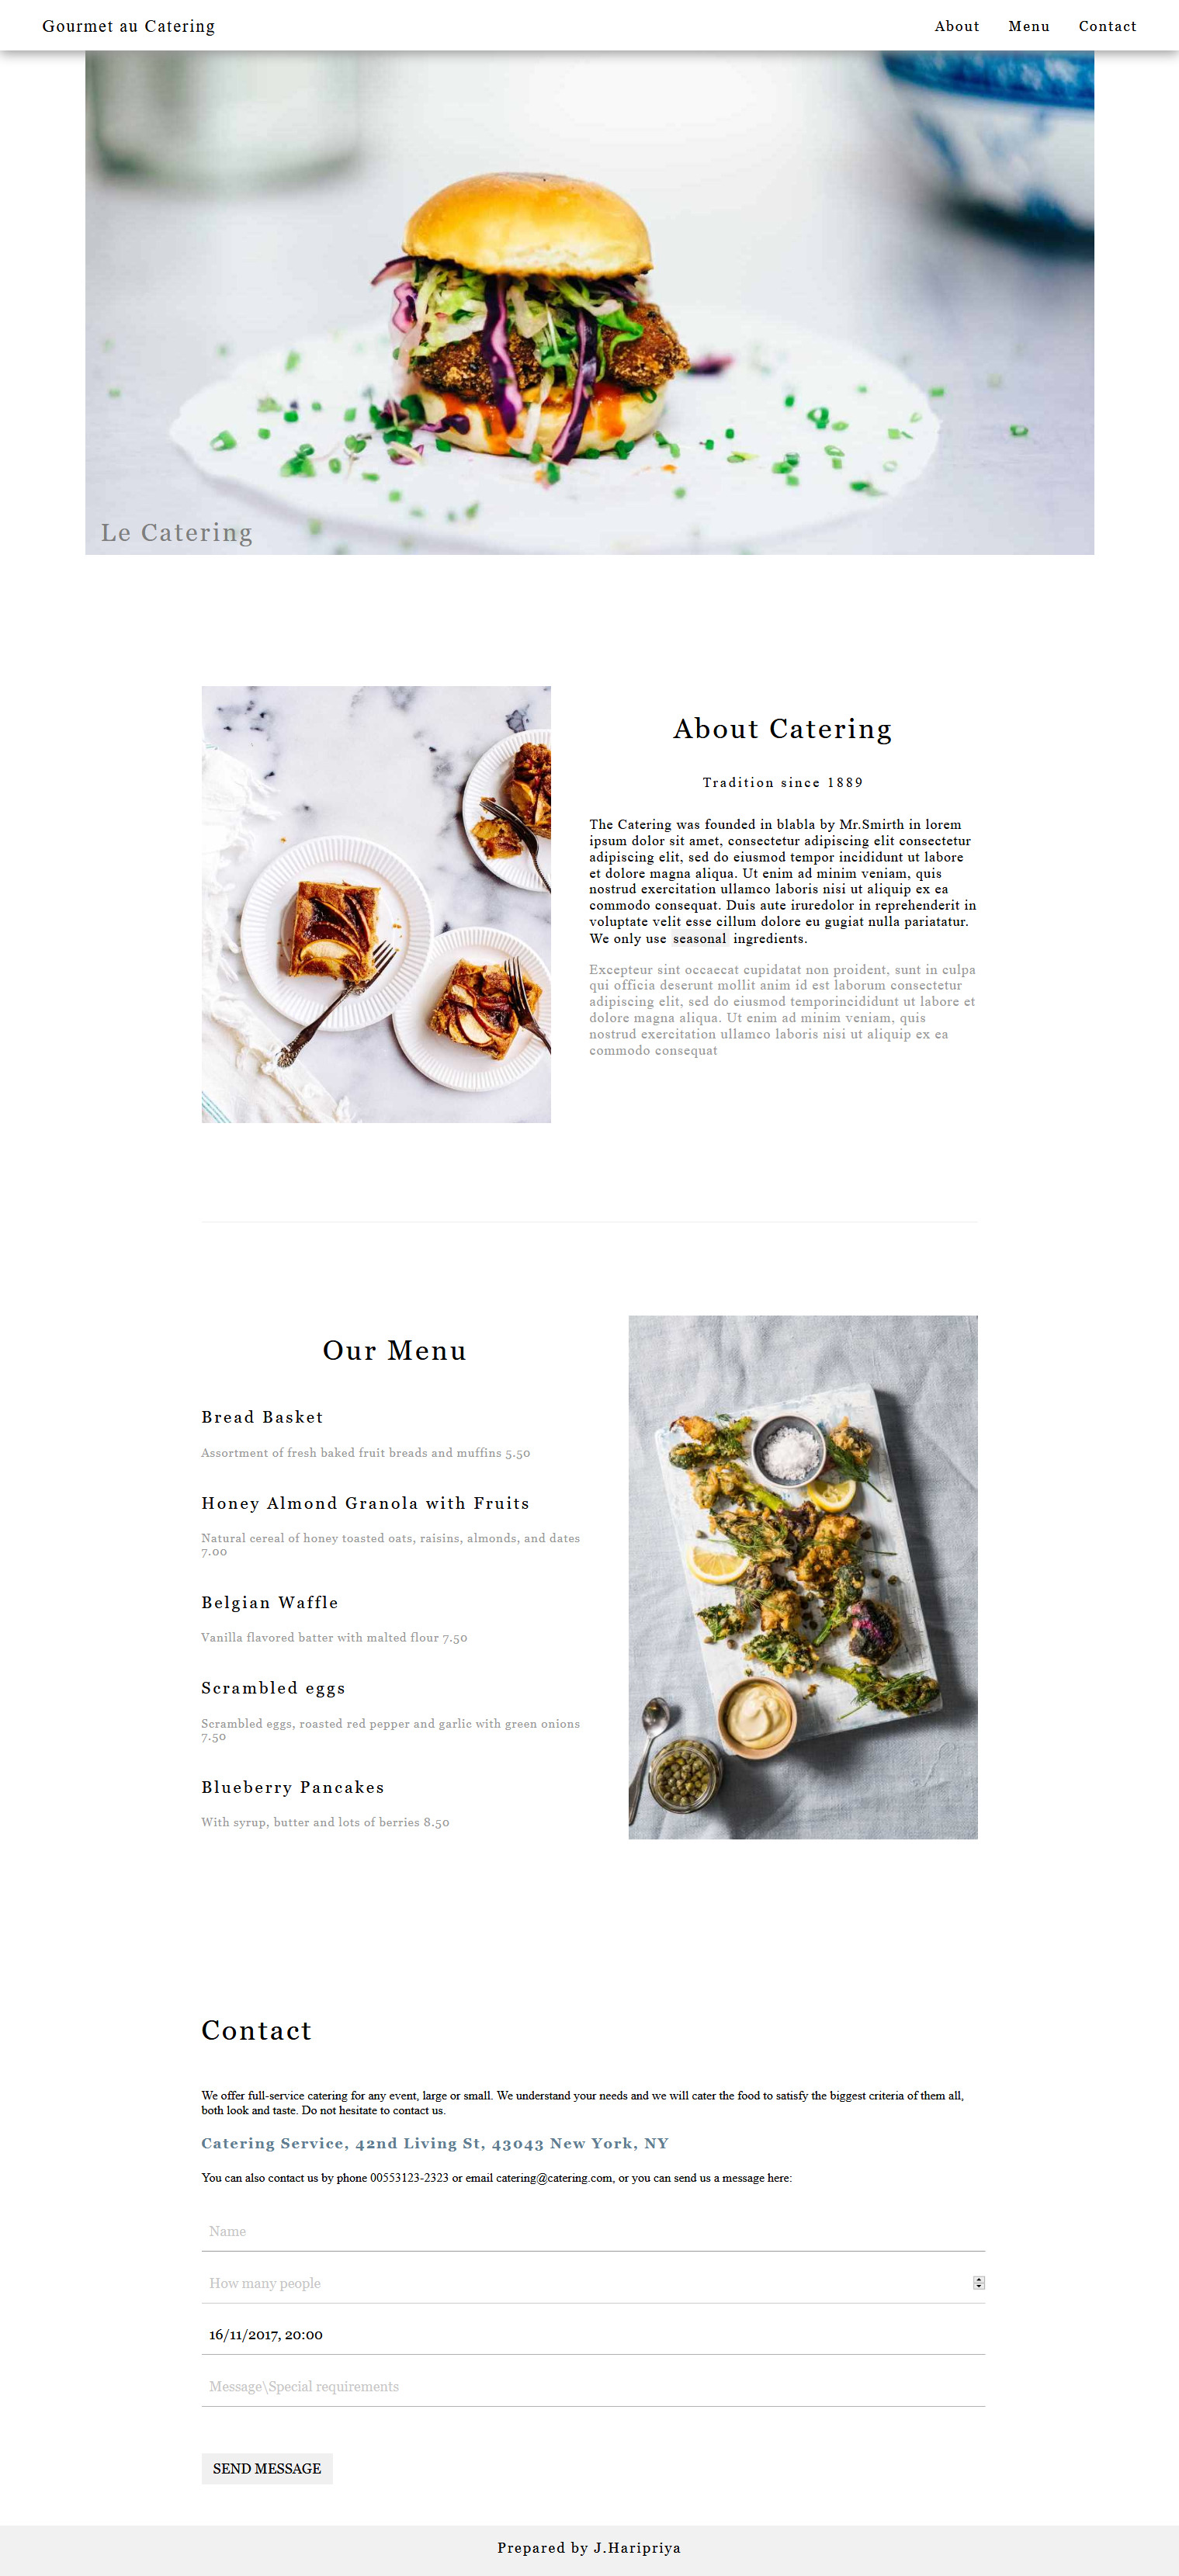 Gourmet au Catering
About Menu Contact
Le Catering
About Catering
Tradition since 1889
The Catering was founded in blabla by Mr.Smirth in lorem
ipsum dolor sit amet, consectetur adipiscing elit consectetur
adipiscing elit, sed do eiusmod tempor incididunt ut labore
et dolore magna aliqua. Ut enim ad minim veniam, quis
nostrud exercitation ullamco laboris nisi ut aliquip ex ea
commodo consequat. Duis aute iruredolor in reprehenderit in
voluptate velit esse cillum dolore eu gugiat nulla pariatatur.
We only use seasonal ingredients.
Excepteur sint occaecat cupidatat non proident, sunt in culpa
qui officia deserunt mollit anim id est laborum consectetur
adipiscing elit, sed do eiusmod temporincididunt ut labore et
dolore magna aliqua. Ut enim ad minim veniam, quis
nostrud exercitation ullamco laboris nisi ut aliquip ex ea
commodo consequat
Our Menu
Bread Basket
Assortment of fresh baked fruit breads and muffins 5.50
Honey Almond Granola with Fruits
Natural cereal of honey toasted oats, raisins, almonds, and dates
7.00
Belgian Waffle
Vanilla flavored batter with malted flour 7.50
Scrambled eggs
Scrambled eggs, roasted red pepper and garlic with green onions
7.50
Blueberry Pancakes
With syrup, butter and lots of berries 8.50
Contact
We offer full-service catering for any event, large or small. We understand your needs and we will cater the food to satisfy the biggest criteria of them all,
both look and taste. Do not hesitate to contact us.
Catering Service, 42nd Living St, 43043 New York, NY
You can also contact us by phone 00553123-2323 or email catering@catering.com, or you can send us a message here:
Name
How many people
16/11/2017, 20:00
Message\Special requirements
SEND MESSAGE
Prepared by J.Haripriya